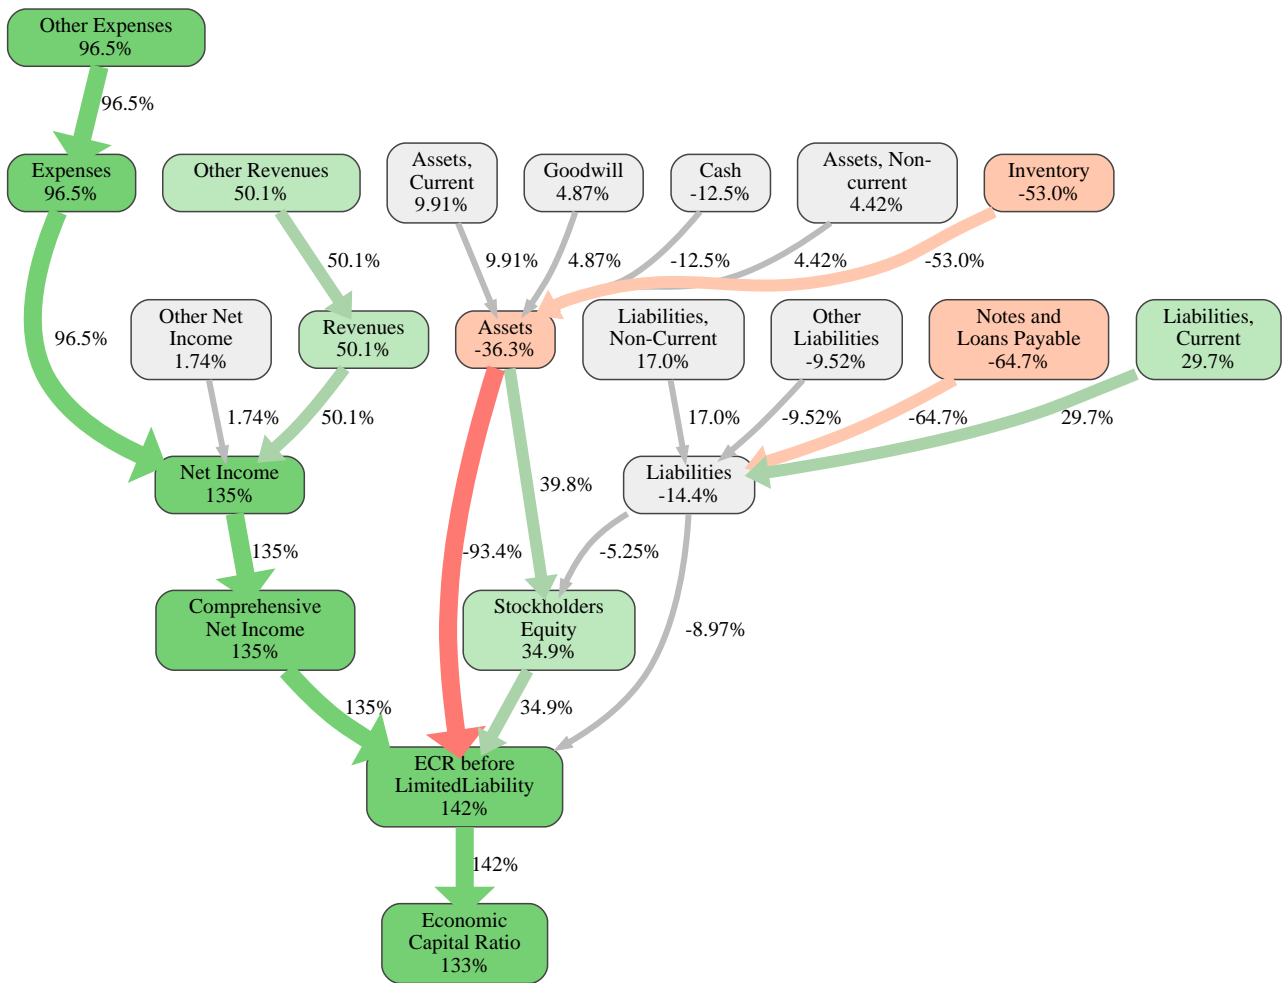 Other Expenses
96.5%
96.5%
Expenses
96.5%
Other Revenues
50.1%
Assets,
Current
9.91%
Goodwill
4.87%
Cash
-12.5%
Assets, Non-
current
4.42%
Inventory
-53.0%
50.1%
9.91%
4.87%
-12.5%
4.42%
-53.0%
96.5%
Other Net
Income
1.74%
Revenues
50.1%
Assets
-36.3%
Liabilities,
Non-Current
17.0%
Other
Liabilities
-9.52%
Notes and
Loans Payable
-64.7%
Liabilities,
Current
29.7%
1.74%
50.1%
17.0%
-9.52%
-64.7%
29.7%
Net Income
135%
39.8%
Liabilities
-14.4%
135%
-93.4%
-5.25%
Comprehensive
Net Income
135%
Stockholders
Equity
34.9%
-8.97%
135%
34.9%
ECR before
LimitedLiability
142%
142%
Economic
Capital Ratio
133%